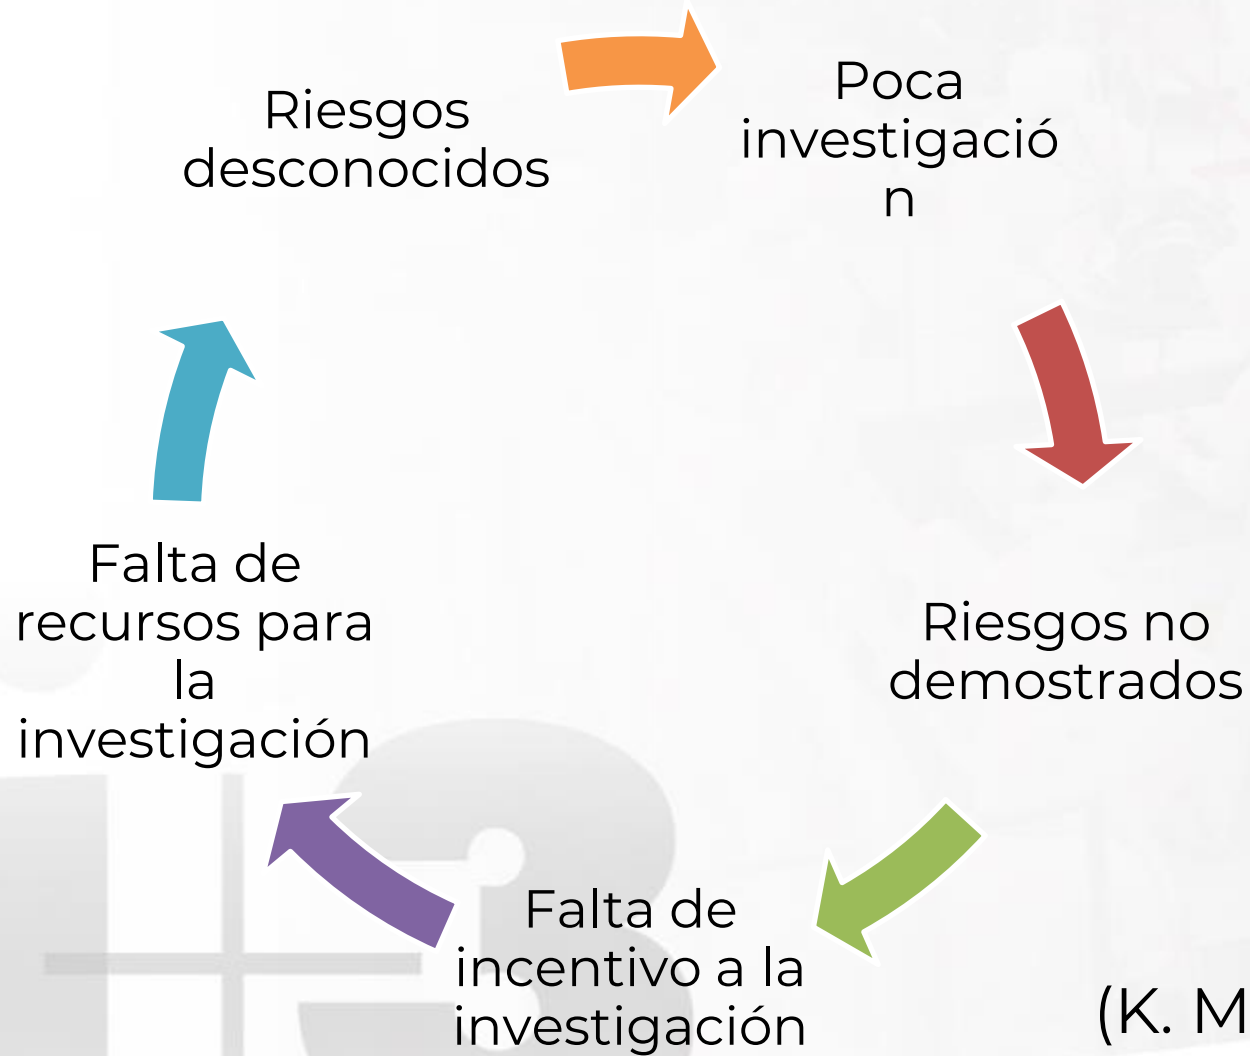 Riesgos
desconocidos
Poca
investigació
n
Riesgos no
demostrados
Falta de
incentivo a la
investigación
Falta de
recursos para
la
investigación
(K. M